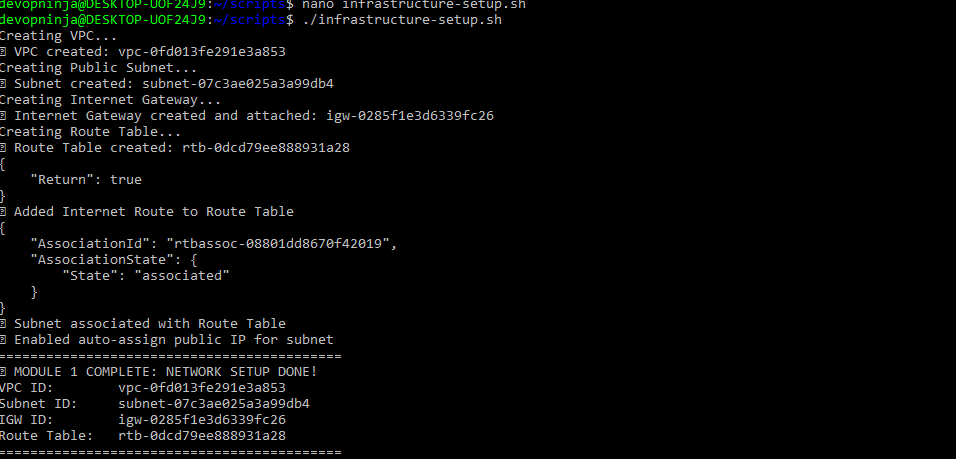 devopninja@DESKTOP-UOF24J9:~/scripts$ nano infrastructure-setup.sh
devopninja@DESKTOP-UOF24J9:~/scripts$ ./infrastructure-setup.sh
Creating VPC...
VPC created: vpc-0fd013fe291e3a853
Creating Public Subnet...
Subnet created: subnet-07c3ae025a3a99db4
Creating Internet Gateway...
Internet Gateway created and attached: igw-0285f1e3d6339fc26
Creating Route Table...
Route Table created: rtb-0dcd79ee888931a28
{
    "Return": true
}
Added Internet Route to Route Table
{
    "AssociationId": "rtbassoc-08801dd8670f42019",
    "AssociationState": {
        "State": "associated"
    }
}
Subnet associated with Route Table
Enabled auto-assign public IP for subnet
==========================================
MODULE 1 COMPLETE: NETWORK SETUP DONE!
VPC ID:        vpc-0fd013fe291e3a853
Subnet ID:     subnet-07c3ae025a3a99db4
IGW ID:        igw-0285f1e3d6339fc26
Route Table:   rtb-0dcd79ee888931a28
==========================================